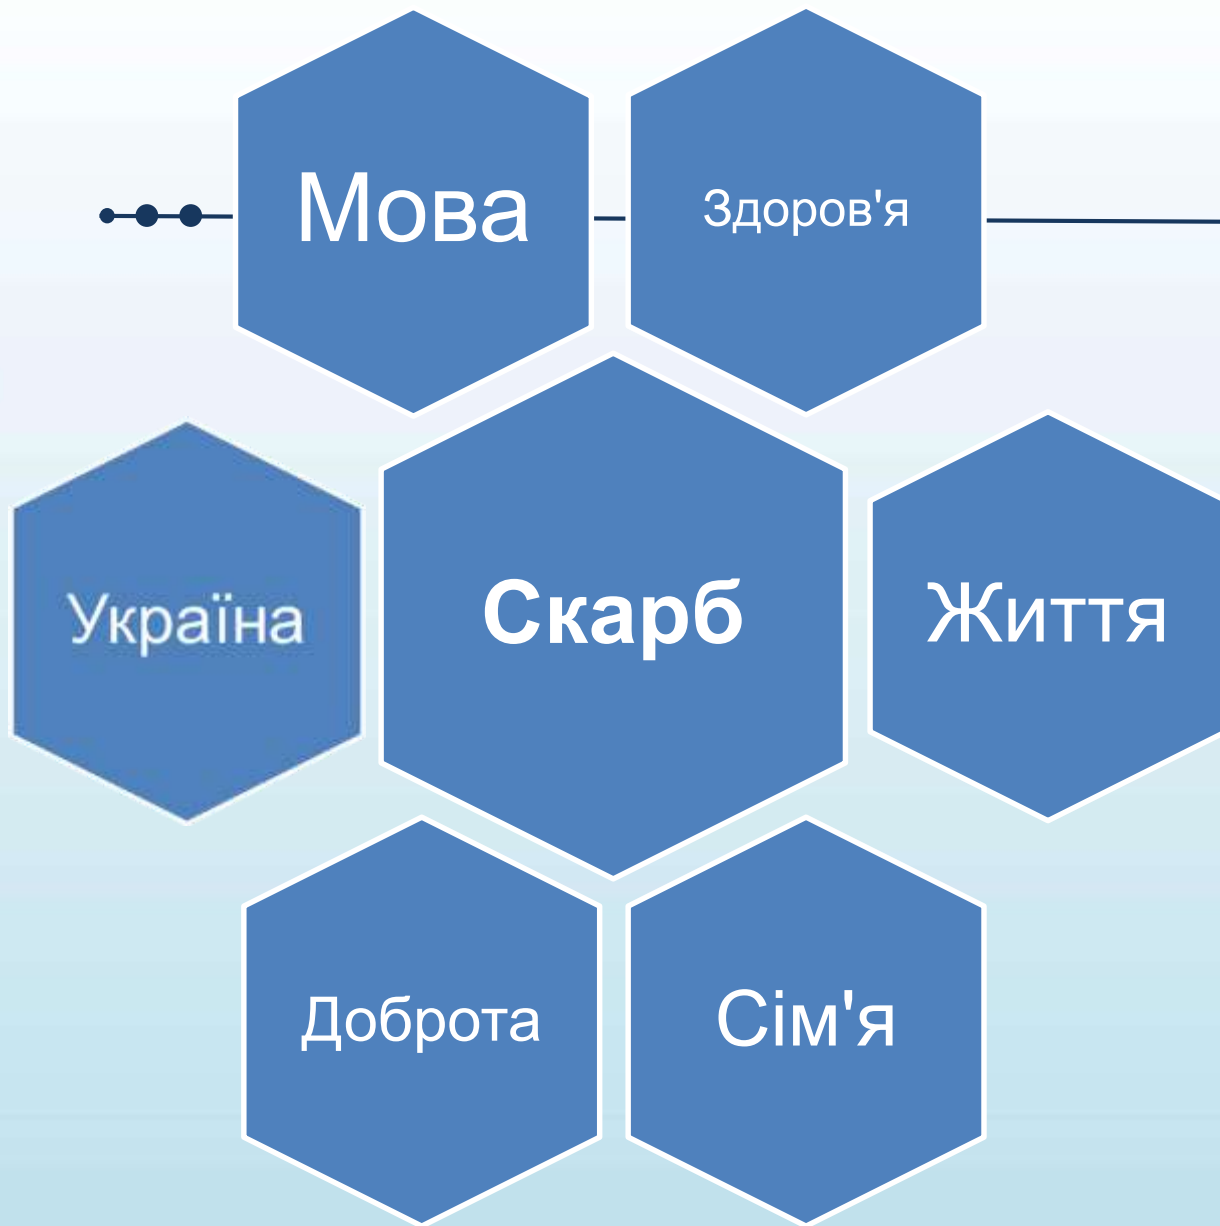 Мова
Здоров'я
Україна
Скарб
Життя
Доброта
Сім'я